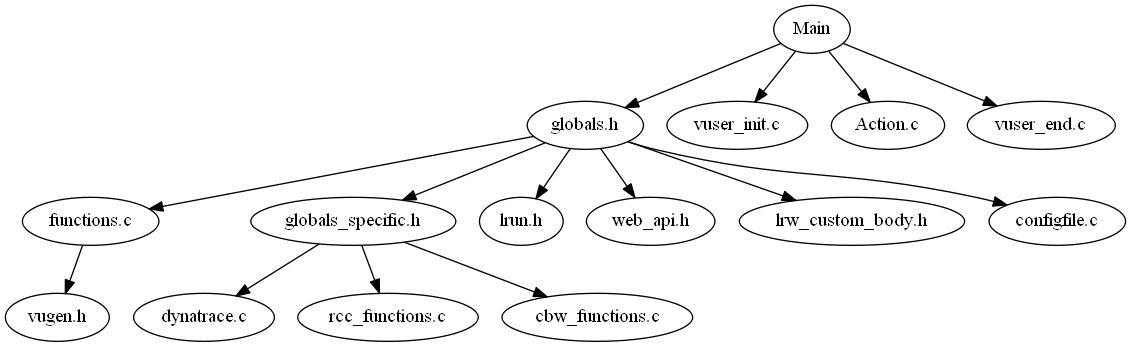 Main
globals.h
vuser_init.c
Action.c
vuser_end.c
functions.c
globals_specific.h
lrun.h
web_api.h
lrw_custom_body.h
configfile.c
vugen.h
dynatrace.c
rcc_functions.c
cbw_functions.c